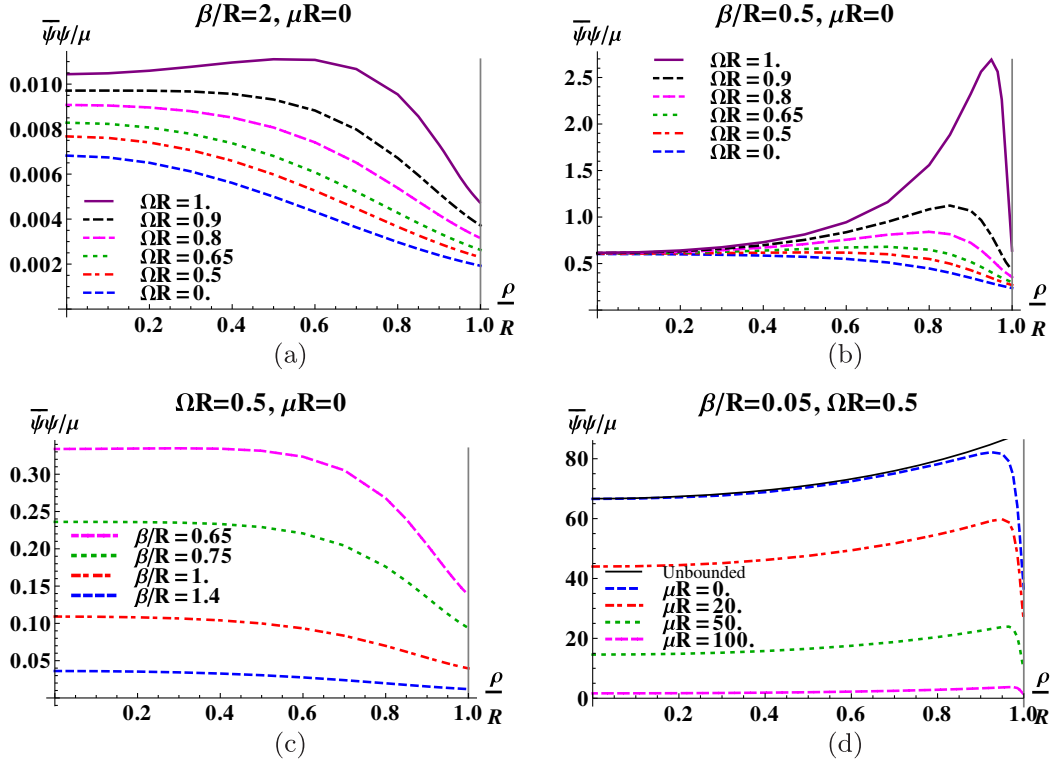 β/R=2, μR=0
ψ̅ψ/μ
0.010
0.008
0.006
0.004
0.002
ΩR=1.
ΩR=0.9
ΩR=0.8
ΩR=0.65
ΩR=0.5
ΩR=0.
0.2 0.4 0.6 0.8 1.0
ρ/R
(a)
β/R=0.5, μR=0
ψ̅ψ/μ
2.5
2.0
1.5
1.0
0.5
ΩR=1.
ΩR=0.9
ΩR=0.8
ΩR=0.65
ΩR=0.5
ΩR=0.
0.2 0.4 0.6 0.8 1.0
ρ/R
(b)
ΩR=0.5, μR=0
ψ̅ψ/μ
0.30
0.25
0.20
0.15
0.10
0.05
β/R=0.65
β/R=0.75
β/R=1.
β/R=1.4
0.2 0.4 0.6 0.8 1.0
ρ/R
(c)
β/R=0.05, ΩR=0.5
ψ̅ψ/μ
80
60
40
20
0
Unbounded
μR=0.
μR=20.
μR=50.
μR=100.
0.2 0.4 0.6 0.8 1.0
ρ/R
(d)